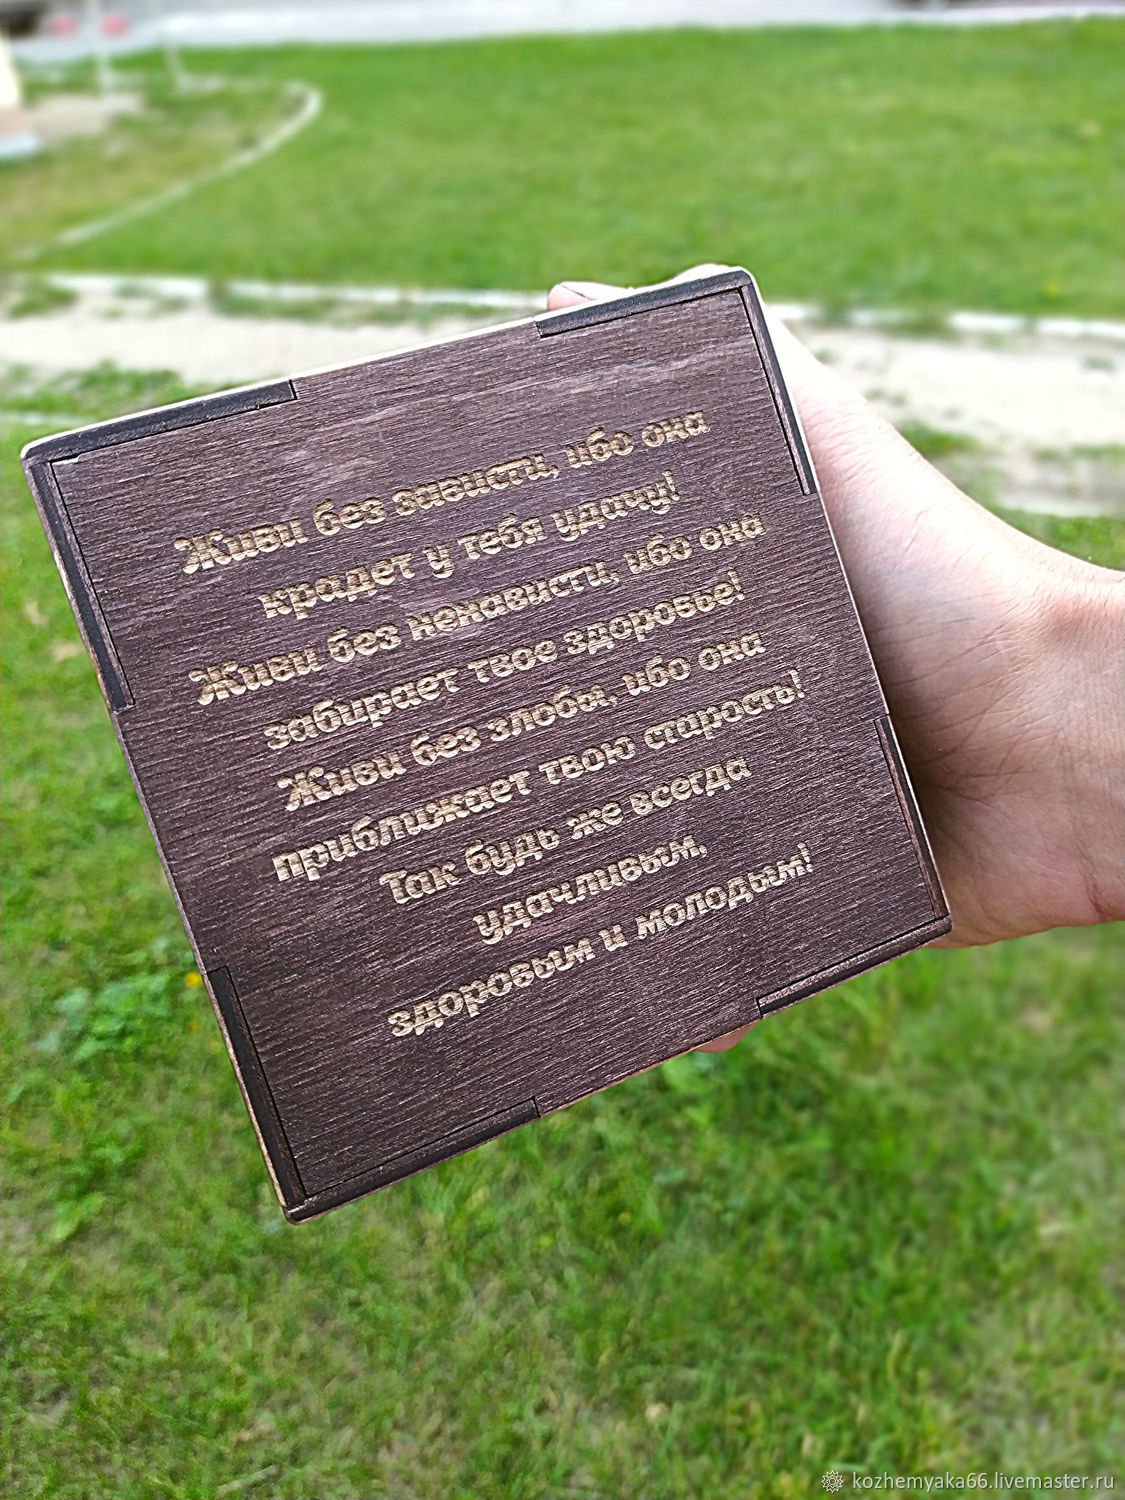 Живи без зависти, ибо она
крадет у тебя удачу!
Живи без ненависти, ибо она
забирает твое здоровье!
Живи без злобы, ибо она
приближает твою старость!
Так будь же всегда
удачливым,
здоровым и молодым!
kozhemyaka66.livemaster.ru